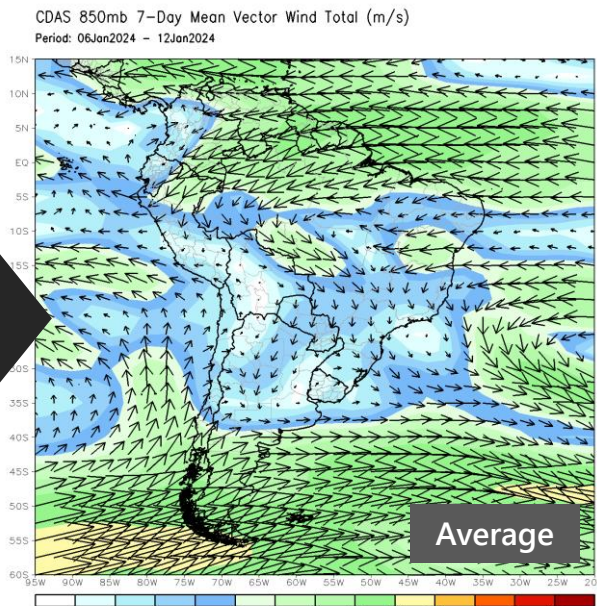 CDAS 850mb 7-Day Mean Vector Wind Total (m/s)
Period: 06Jan2024 - 12Jan2024
15N
10N
5N
EQ
5S
10S
15S
20S
25S
30S
35S
40S
45S
50S
55S
60S
Average
95W 90W 85W 80W 75W 70W 65W 60W 55W 50W 45W 40W 35W 30W 25W 20